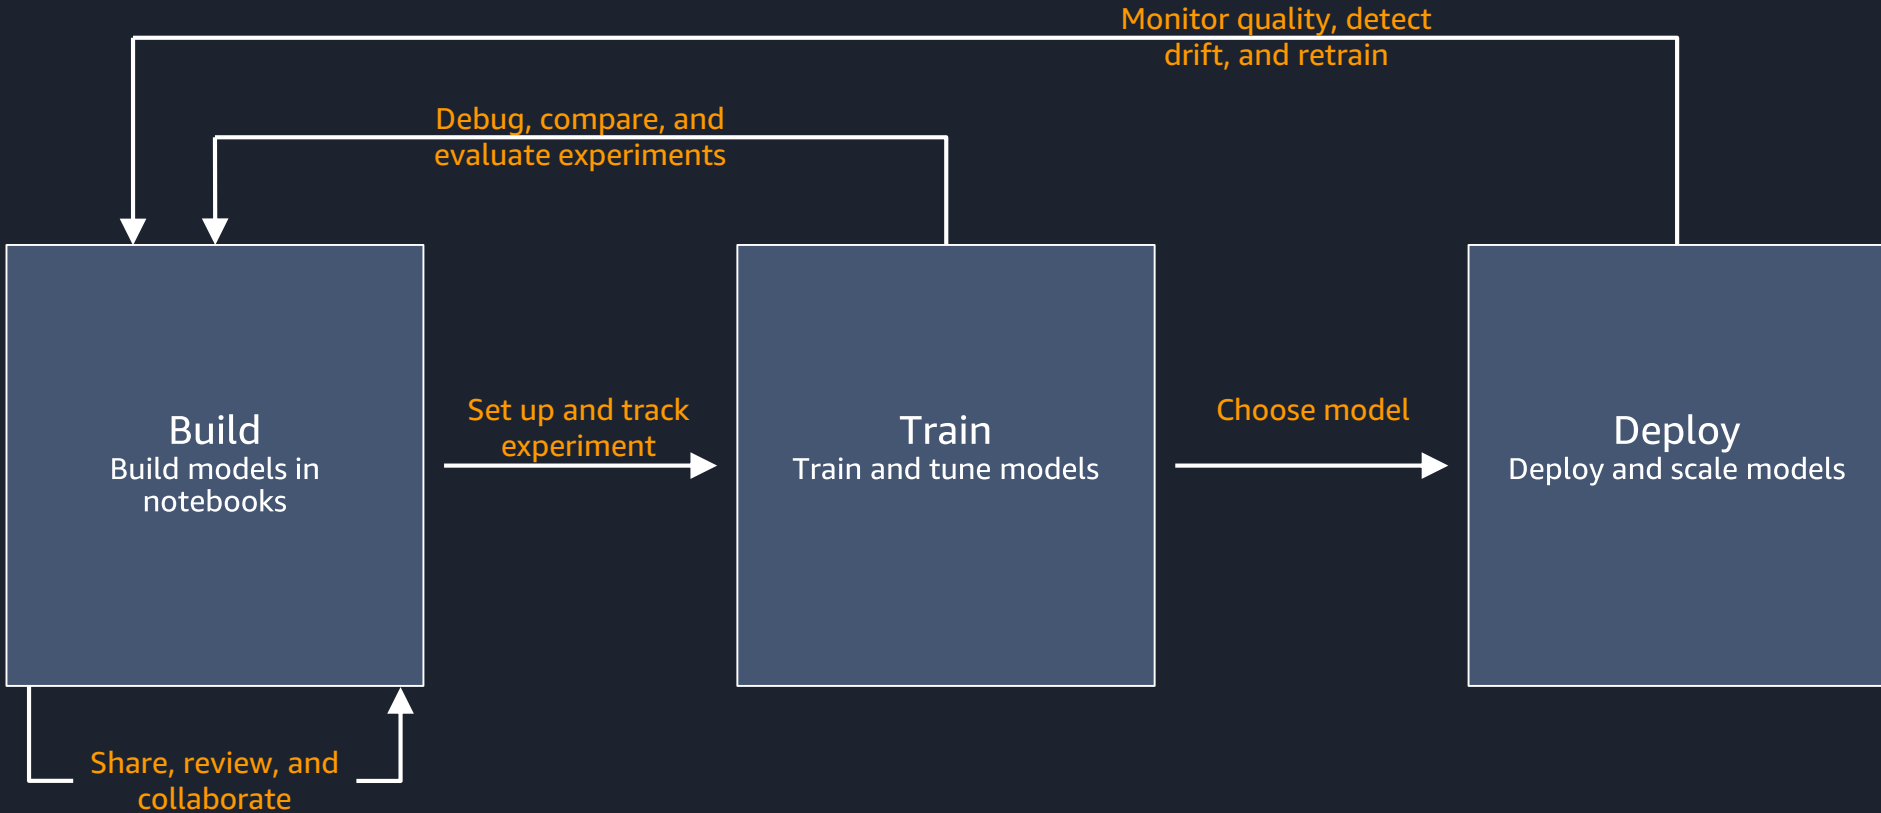 Monitor quality, detect
drift, and retrain
Debug, compare, and
evaluate experiments
Build
Build models in
notebooks
Set up and track
experiment
Train
Train and tune models
Choose model
Deploy
Deploy and scale models
Share, review, and
collaborate